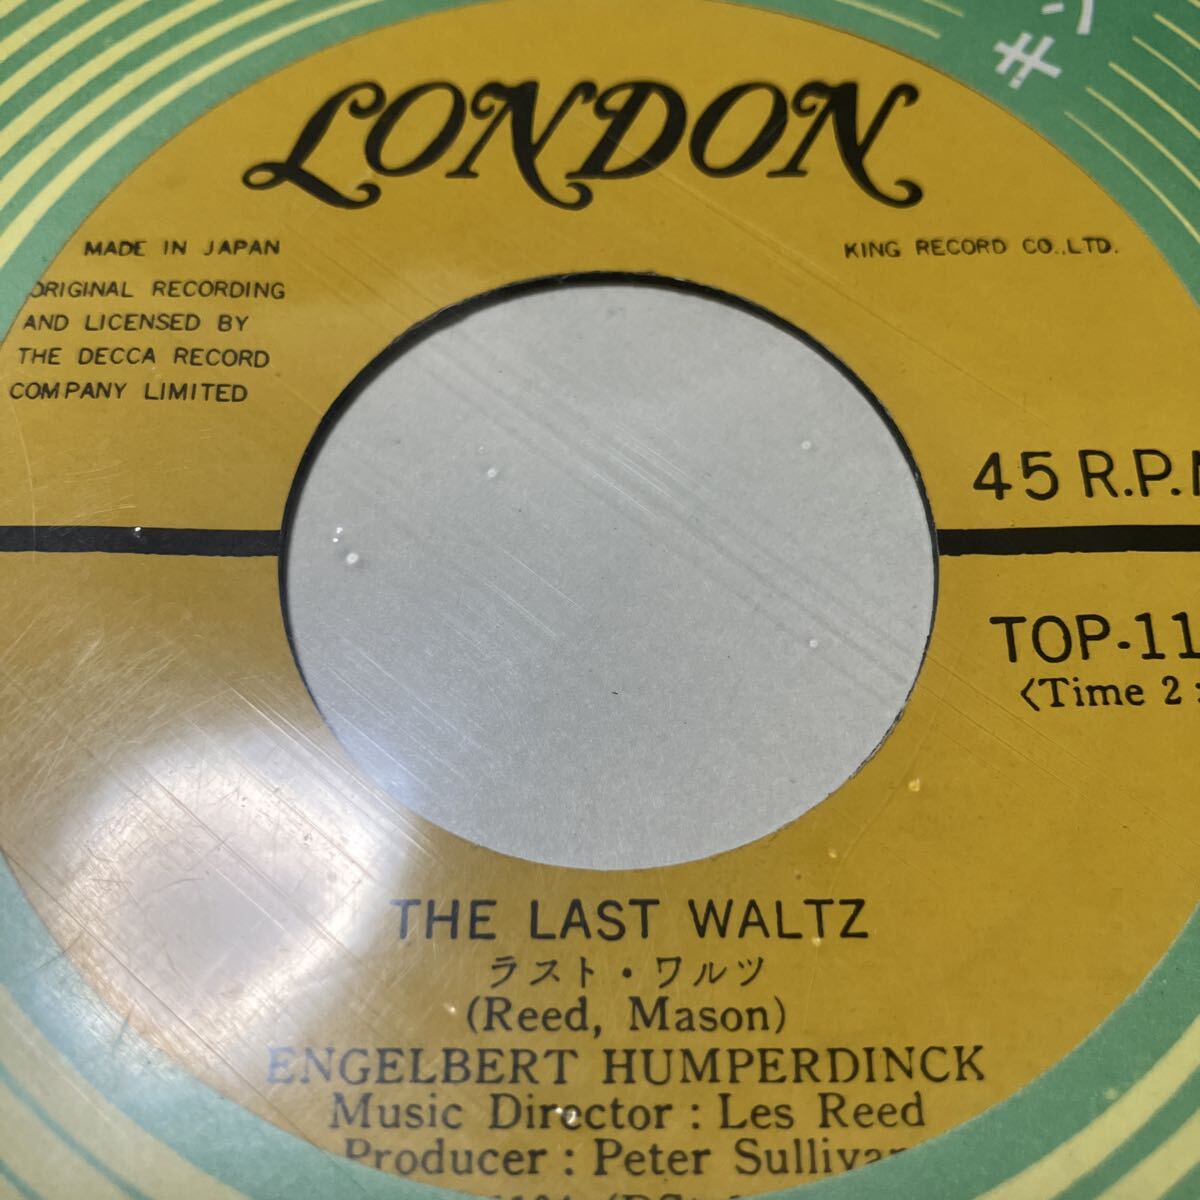 LONDON
MADE IN JAPAN
KING RECORD CO.,LTD.
ORIGINAL RECORDING
AND LICENSED BY
THE DECCA RECORD
COMPANY LIMITED
45 R.P.M
TOP-11
<Time 2:
THE LAST WALTZ
ラスト・ワルツ
(Reed, Mason)
ENGELBERT HUMPERDINCK
Music Director : Les Reed
Producer : Peter Sullivan